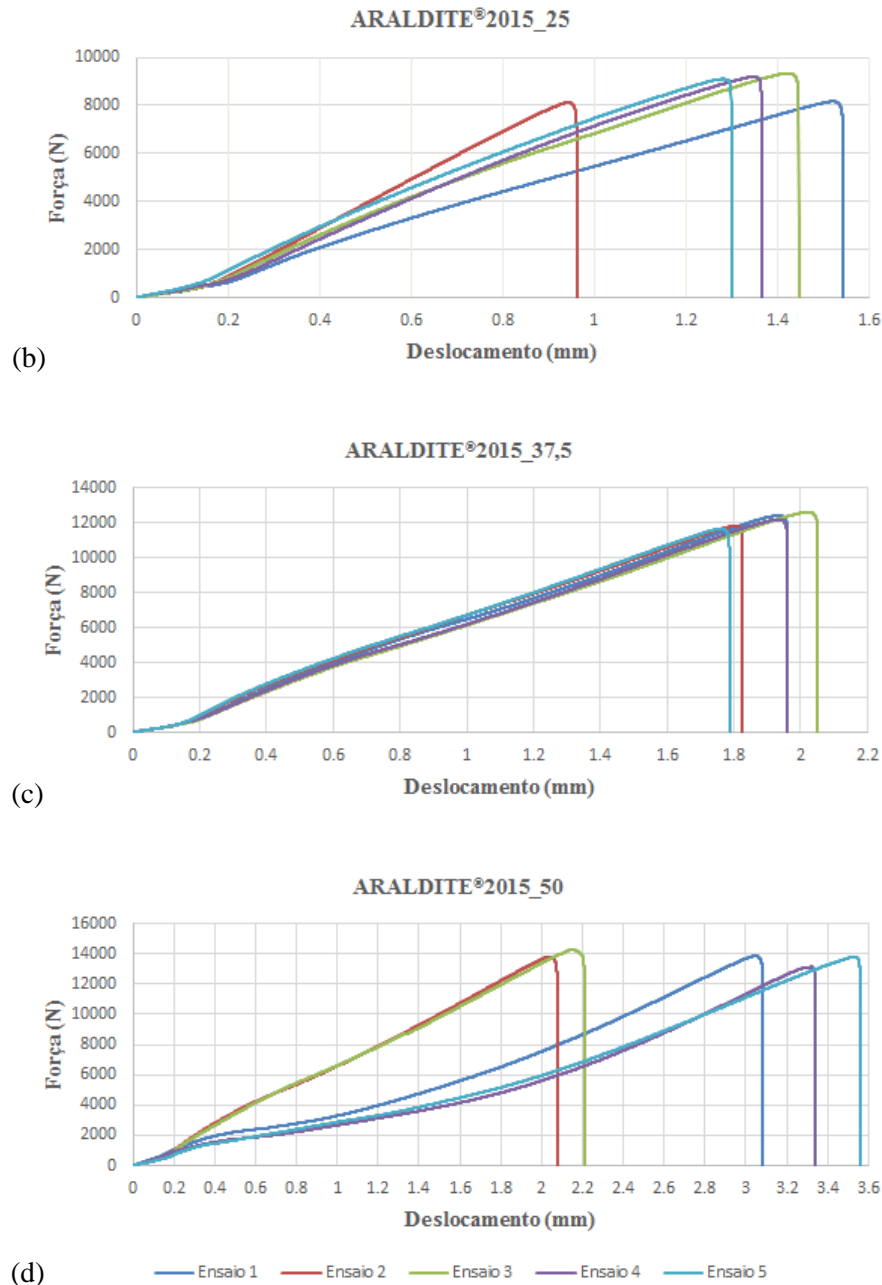 ARALDITE®2015_25
Força (N)
10000
8000
6000
4000
2000
0
0 0.2 0.4 0.6 0.8 1 1.2 1.4 1.6
Deslocamento (mm)
(b)
ARALDITE®2015_37,5
Força (N)
14000
12000
10000
8000
6000
4000
2000
0
0 0.2 0.4 0.6 0.8 1 1.2 1.4 1.6 1.8 2 2.2
Deslocamento (mm)
(c)
ARALDITE®2015_50
Força (N)
16000
14000
12000
10000
8000
6000
4000
2000
0
0 0.2 0.4 0.6 0.8 1 1.2 1.4 1.6 1.8 2 2.2 2.4 2.6 2.8 3 3.2 3.4 3.6
Deslocamento (mm)
(d)
Ensaio 1 Ensaio 2 Ensaio 3 Ensaio 4 Ensaio 5